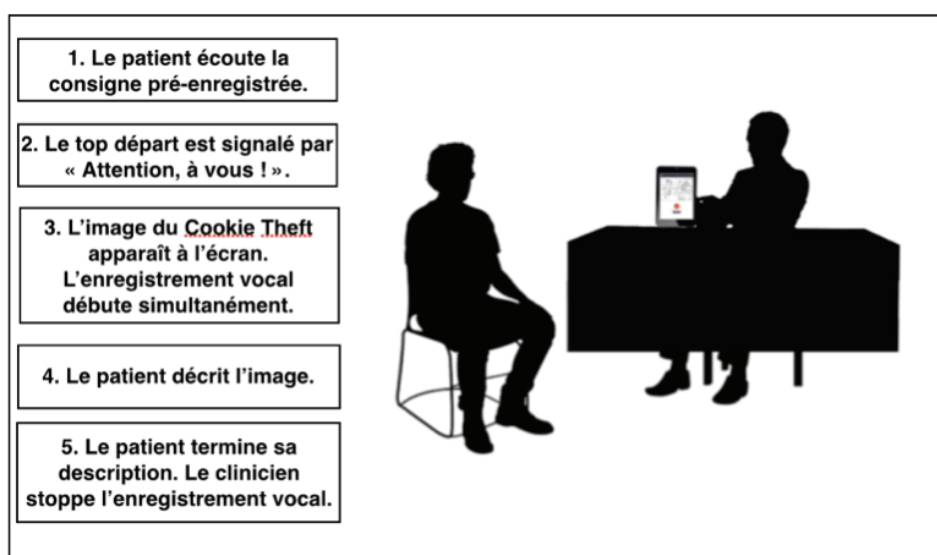 1. Le patient écoute la
consigne pré-enregistrée.
2. Le top départ est signalé par
« Attention, à vous ! ».
3. L'image du Cookie Theft
apparaît à l'écran.
L'enregistrement vocal
débute simultanément.
4. Le patient décrit l'image.
5. Le patient termine sa
description. Le clinicien
stoppe l'enregistrement vocal.